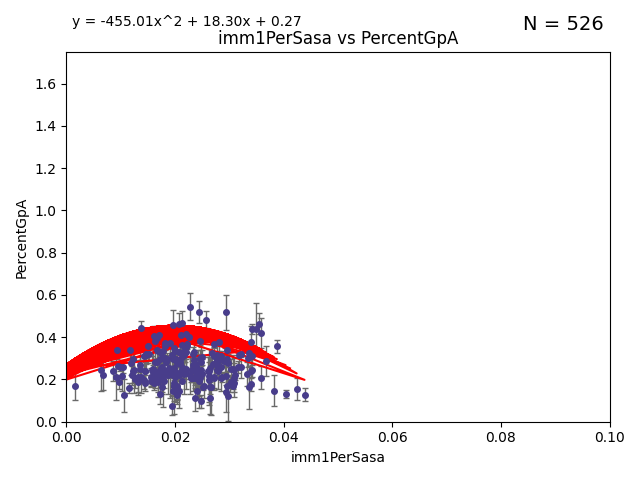 y = -455.01x^2 + 18.30x + 0.27
N = 526
imm1PerSasa vs PercentGpA
1.6
1.4
1.2
1.0
0.8
0.6
0.4
0.2
0.0
PercentGpA
0.00 0.02 0.04 0.06 0.08 0.10
imm1PerSasa